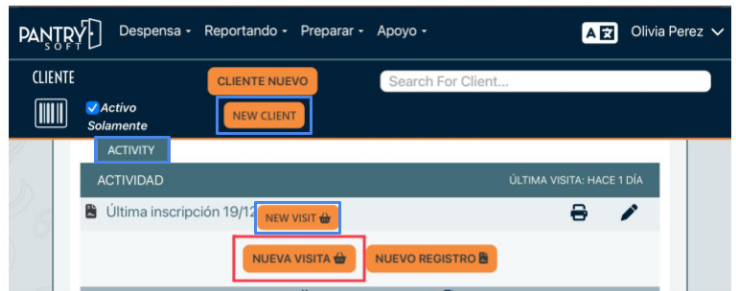 PANTRY SOFT
Despensa
Reportando
Preparar
Apoyo
A
Olivia Perez
CLIENTE
CLIENTE NUEVO
Search For Client...
Activo Solamente
NEW CLIENT
ACTIVITY
ACTIVIDAD
ÚLTIMA VISITA: HACE 1 DÍA
Última inscripción 19/12
NEW VISIT
NUEVA VISITA
NUEVO REGISTRO